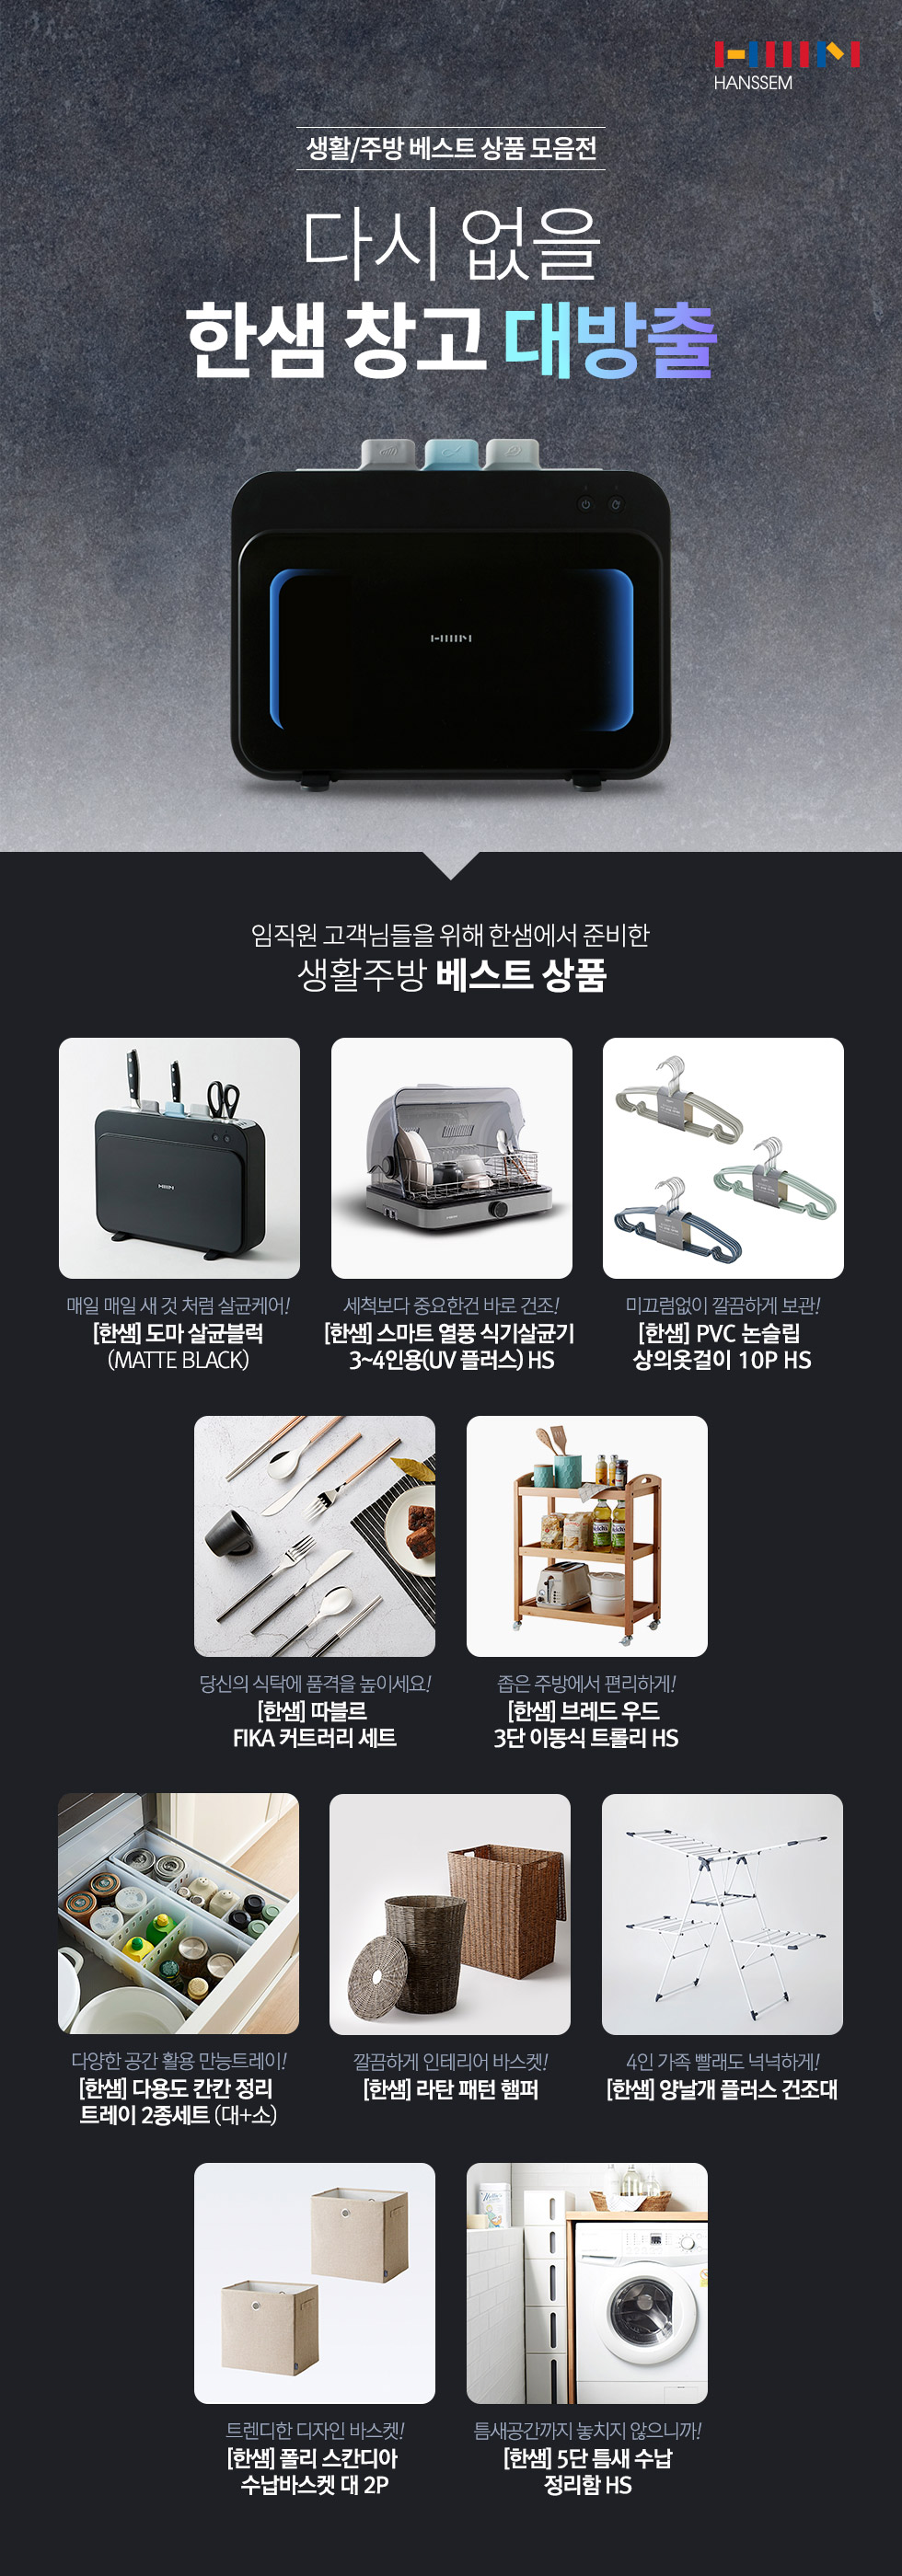 HANSSEM
생활/주방 베스트 상품 모음전
다시 없을
한샘 창고 대방출
임직원 고객님들을 위해 한샘에서 준비한
생활주방 베스트 상품
매일 매일 새 것 처럼 살균케어!
[한샘] 도마 살균블럭
(MATTE BLACK)
세척보다 중요한건 바로 건조!
[한샘] 스마트 열풍 식기살균기
3~4인용(UV 플러스) HS
미끄럼없이 깔끔하게 보관!
[한샘] PVC 논슬립
상의옷걸이 10P HS
당신의 식탁에 품격을 높이세요!
[한샘] 따블르
FIKA 커트러리 세트
좁은 주방에서 편리하게!
[한샘] 브레드 우드
3단 이동식 트롤리 HS
다양한 공간 활용 만능트레이!
[한샘] 다용도 칸칸 정리
트레이 2종세트 (대+소)
깔끔하게 인테리어 바스켓!
[한샘] 라탄 패턴 햄퍼
4인 가족 빨래도 넉넉하게!
[한샘] 양날개 플러스 건조대
트렌디한 디자인 바스켓!
[한샘] 폴리 스칸디아
수납바스켓 대 2P
틈새공간까지 놓치지 않으니까!
[한샘] 5단 틈새 수납
정리함 HS